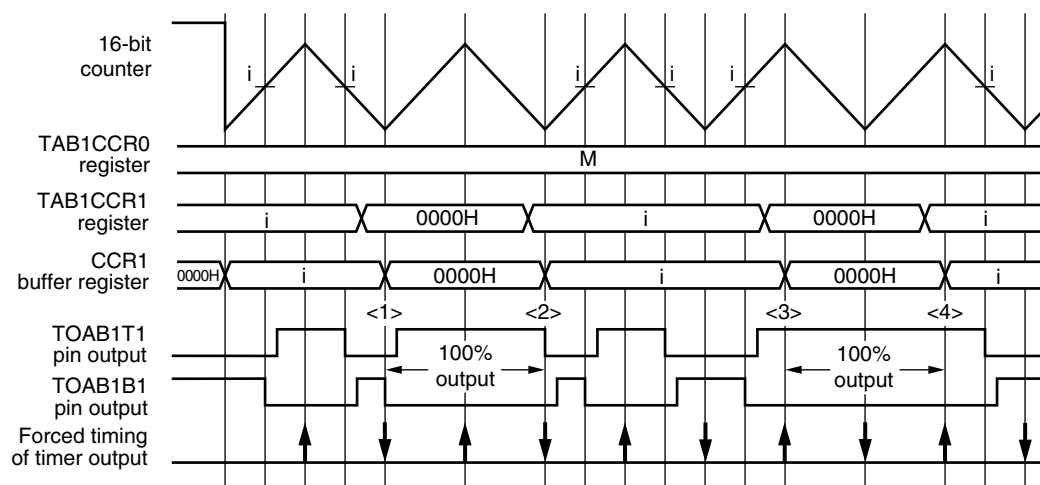 16-bit
counter
i i i i i i
TAB1CCR0
register
M
TAB1CCR1
register
i 0000H i 0000H i
CCR1
buffer register
0000H i 0000H i 0000H i
<1> <2> <3> <4>
TOAB1T1
pin output
100%
output
100%
output
TOAB1B1
pin output
Forced timing
of timer output